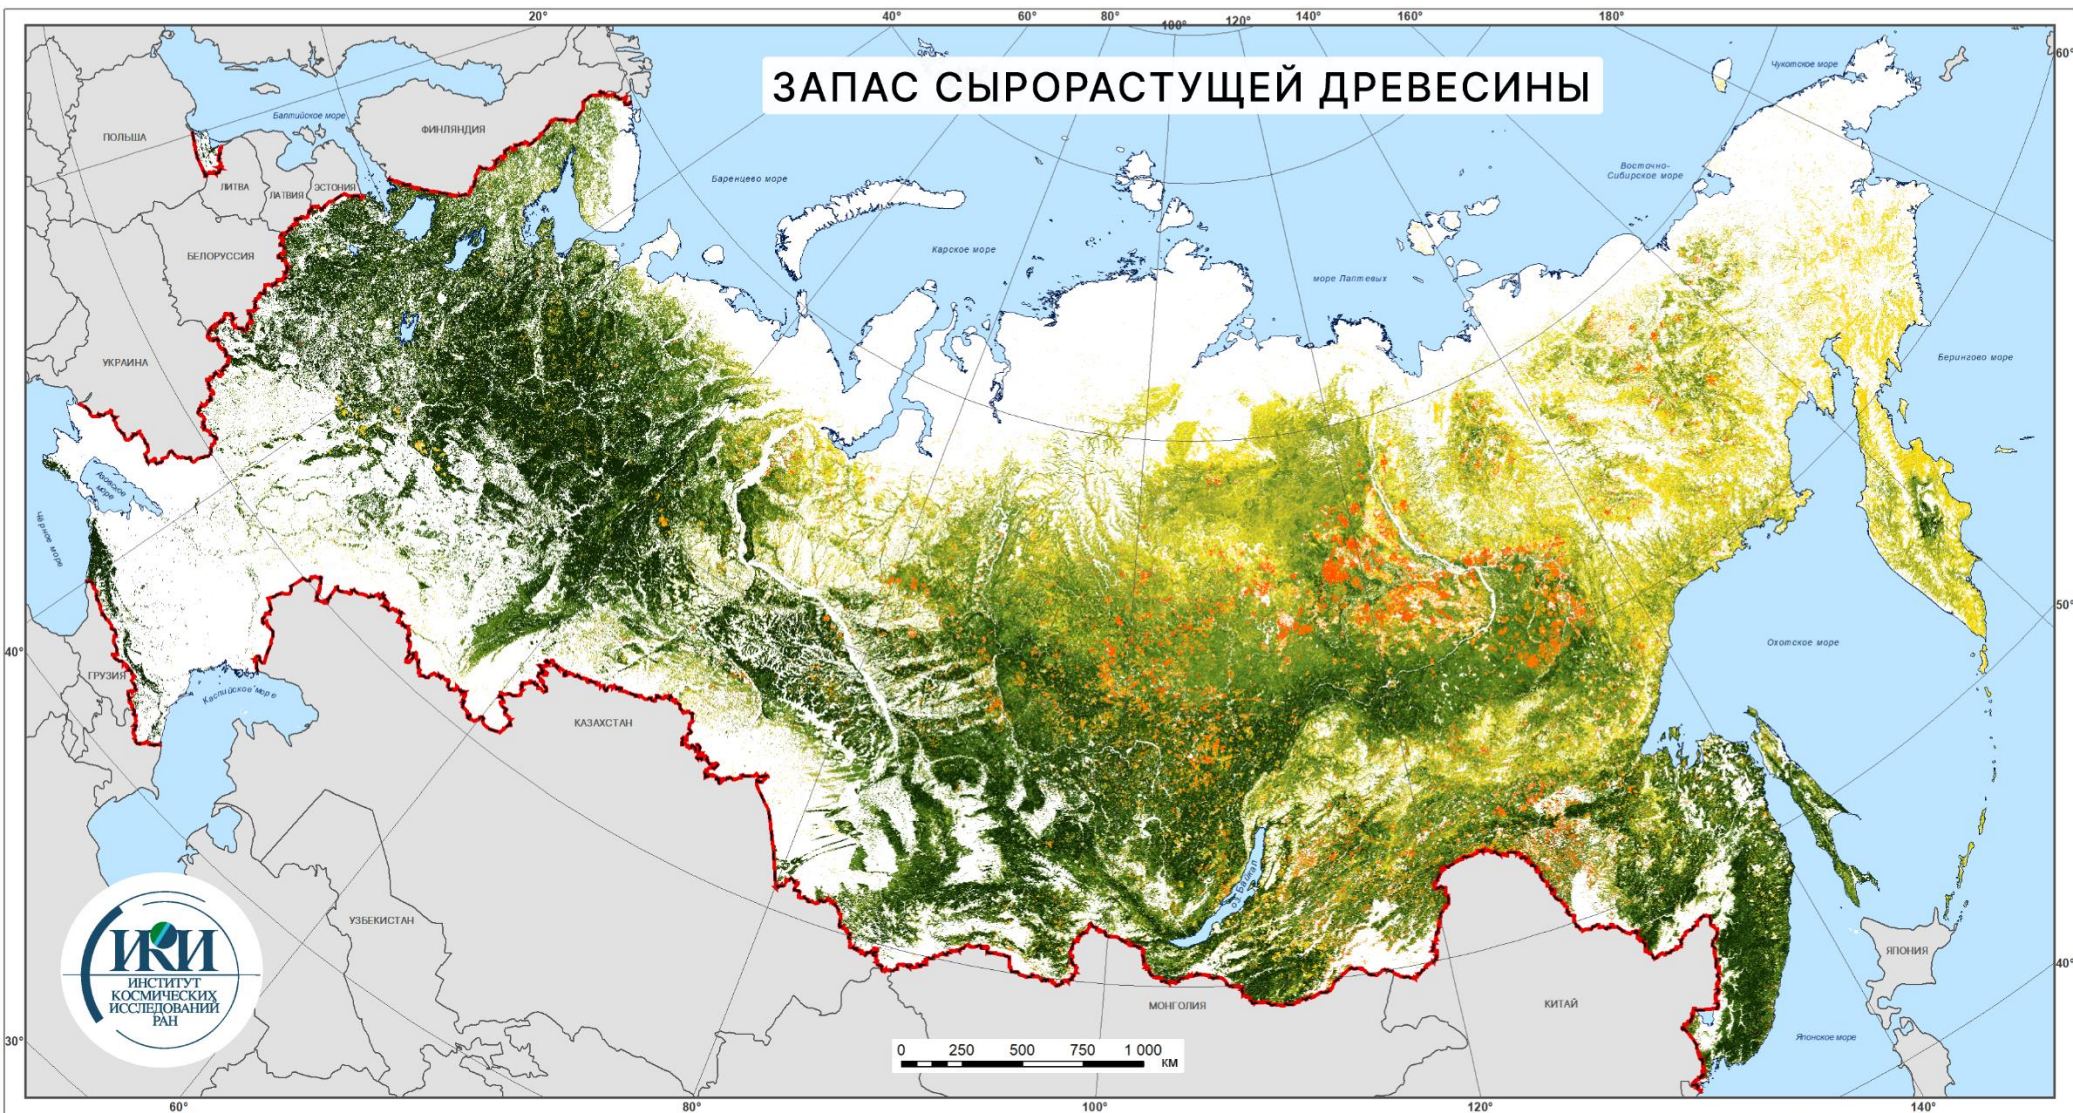 20°
40°
60°
80°
100°
120°
140°
160°
180°
60°
ЗАПАС СЫРОРАСТУЩЕЙ ДРЕВЕСИНЫ
Чукотское море
Балтийское море
ФИНЛЯНДИЯ
ПОЛЬША
Восточно-
Сибирское море
Баренцево море
ЛИТВА
ЛАТВИЯ
ЭСТОНИЯ
БЕЛОРУССИЯ
Карское море
море Лаптевых
Берингово море
УКРАИНА
Азовское
море
Чёрное море
50°
Охотское море
40°
ГРУЗИЯ
Каспийское море
КАЗАХСТАН
оз. Байкал
УЗБЕКИСТАН
ЯПОНИЯ
40°
ИКИ
ИНСТИТУТ
КОСМИЧЕСКИХ
ИССЛЕДОВАНИЙ
РАН
МОНГОЛИЯ
КИТАЙ
Японское море
30°
0 250 500 750 1 000
КМ
60°
80°
100°
120°
140°